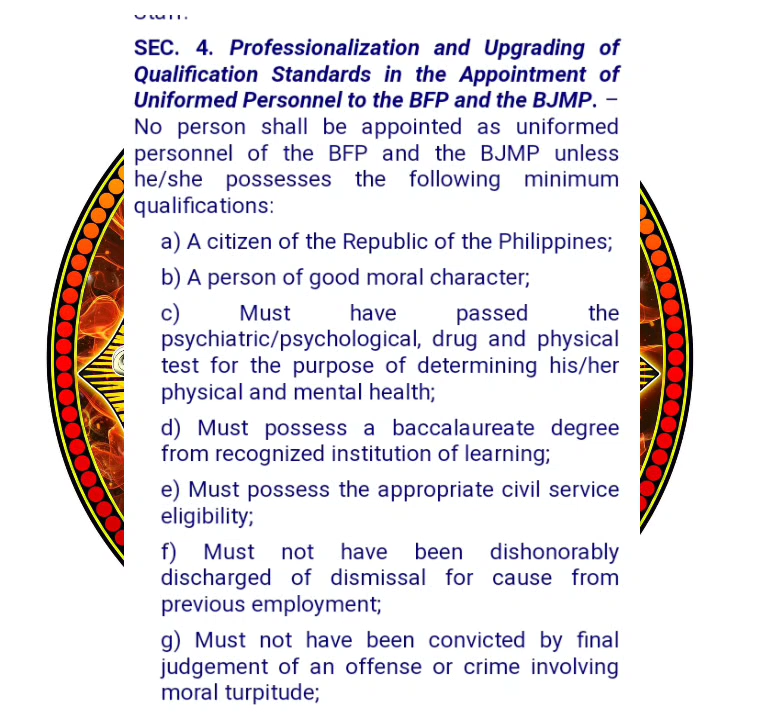 SEC. 4. Professionalization and Upgrading of
Qualification Standards in the Appointment of
Uniformed Personnel to the BFP and the BJMP. –
No person shall be appointed as uniformed
personnel of the BFP and the BJMP unless
he/she possesses the following minimum
qualifications:
a) A citizen of the Republic of the Philippines;
b) A person of good moral character;
c) Must have passed the
psychiatric/psychological, drug and physical
test for the purpose of determining his/her
physical and mental health;
d) Must possess a baccalaureate degree
from recognized institution of learning;
e) Must possess the appropriate civil service
eligibility;
f) Must not have been dishonorably
discharged of dismissal for cause from
previous employment;
g) Must not have been convicted by final
judgement of an offense or crime involving
moral turpitude;